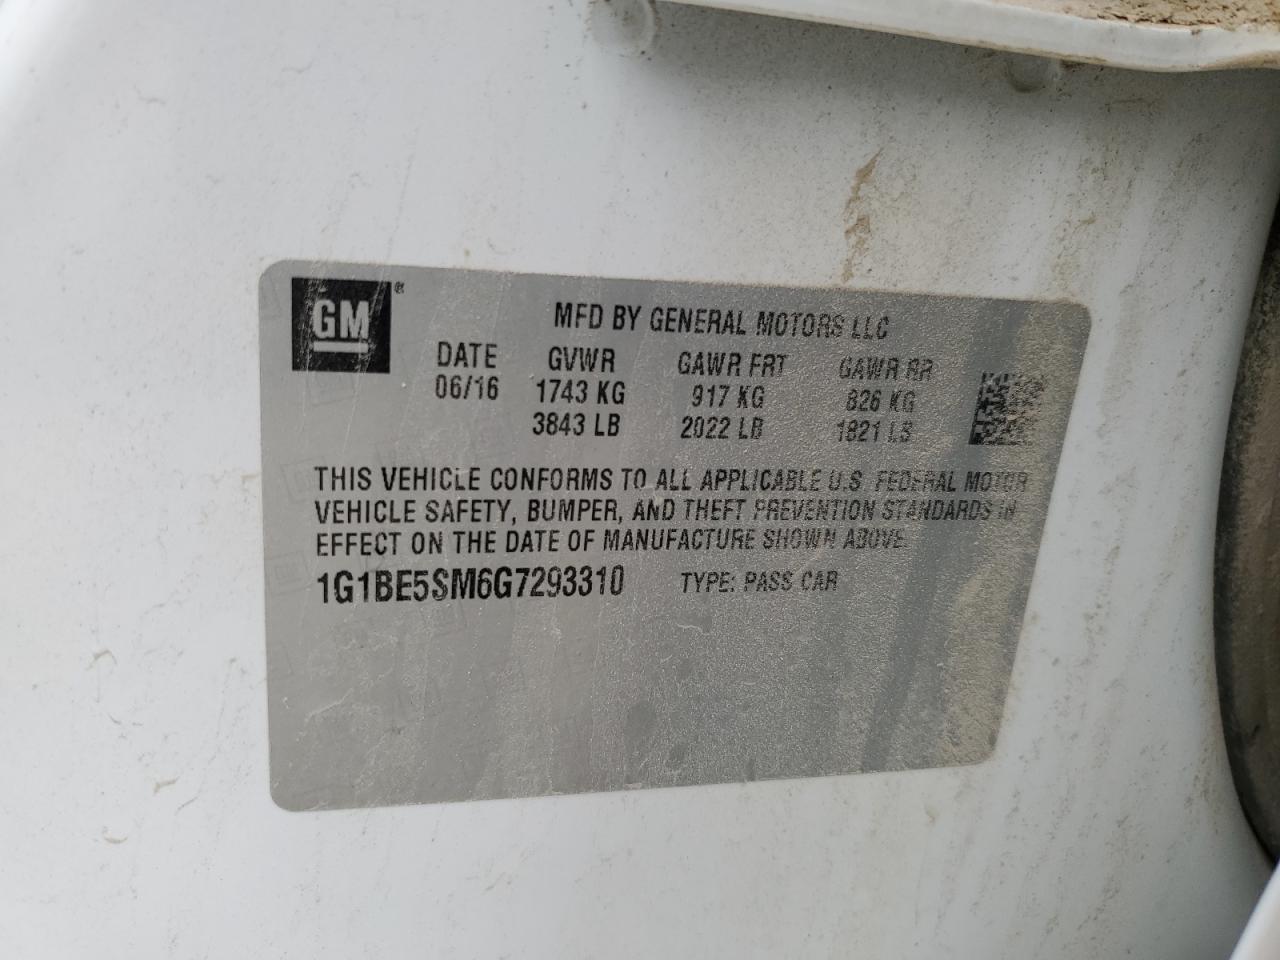 GM®
MFD BY GENERAL MOTORS LLC
DATE GVWR GAWR FRT GAWR RR
06/16 1743 KG 917 KG 826 KG
3843 LB 2022 LB 1821 LB
THIS VEHICLE CONFORMS TO ALL APPLICABLE U.S. FEDERAL MOTOR
VEHICLE SAFETY, BUMPER, AND THEFT PREVENTION STANDARDS IN
EFFECT ON THE DATE OF MANUFACTURE SHOWN ABOVE.
1G1BE5SM6G7293310 TYPE: PASS CAR